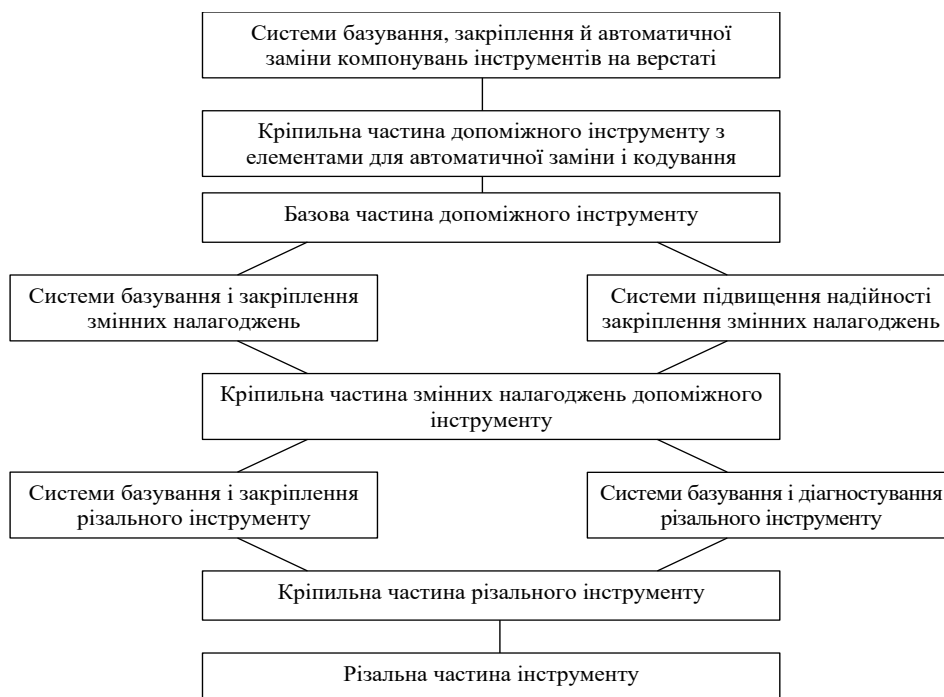 Системи базування, закріплення й автоматичної
заміни компонувань інструментів на верстаті
Кріпильна частина допоміжного інструменту з
елементами для автоматичної заміни і кодування
Базова частина допоміжного інструменту
Системи базування і закріплення
змінних налагоджень
Системи підвищення надійності
закріплення змінних налагоджень
Кріпильна частина змінних налагоджень допоміжного
інструменту
Системи базування і закріплення
різального інструменту
Системи базування і діагностування
різального інструменту
Кріпильна частина різального інструменту
Різальна частина інструменту